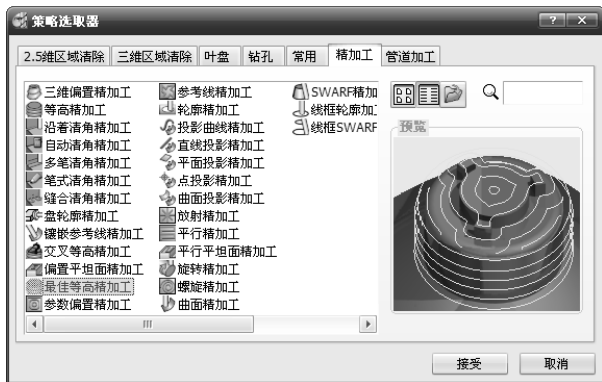 策略选取器
2.5维区域清除 三维区域清除 叶盘 钻孔 常用 精加工 管道加工
三维偏置精加工
等高精加工
沿着清角精加工
自动清角精加工
多笔清角精加工
笔式清角精加工
缝合清角精加工
盘轮廓精加工
镶嵌参考线精加工
交叉等高精加工
偏置平坦面精加工
最佳等高精加工
参数偏置精加工
参考线精加工
轮廓精加工
投影曲线精加工
直线投影精加工
平面投影精加工
点投影精加工
曲面投影精加工
放射精加工
平行精加工
平行平坦面精加工
旋转精加工
螺旋精加工
曲面精加工
SWARF精加
线框轮廓加
线框SWARF
预览
接受 取消